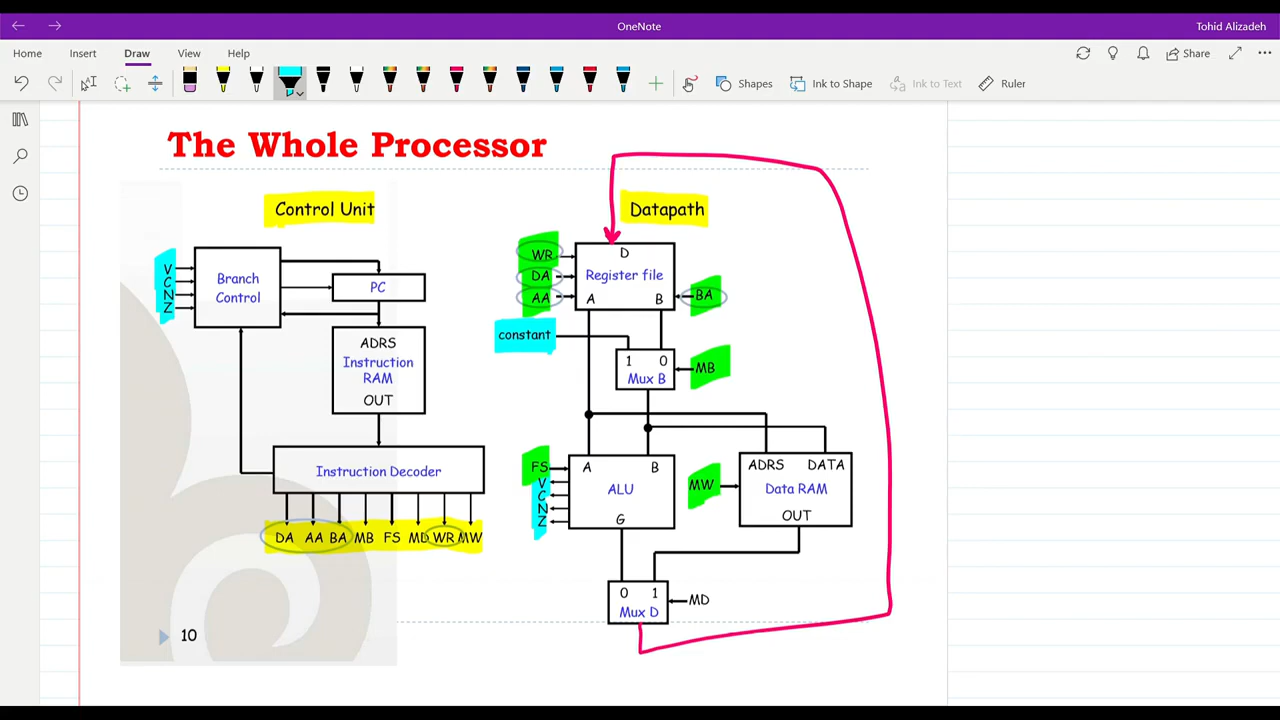 OneNote
Tohid Alizadeh
Home Insert Draw View Help
Share
Shapes
Ink to Shape
Ink to Text
Ruler
The Whole Processor
Control Unit
V
C
N
Z
Branch
Control
PC
ADRS
Instruction
RAM
OUT
Instruction Decoder
DA AA BA MB FS MD WR MW
10
Datapath
WR
DA
AA
D
Register file
A B
BA
constant
1 0
Mux B
MB
FS
V
C
N
Z
A B
ALU
G
MW
ADRS DATA
Data RAM
OUT
0 1
Mux D
MD